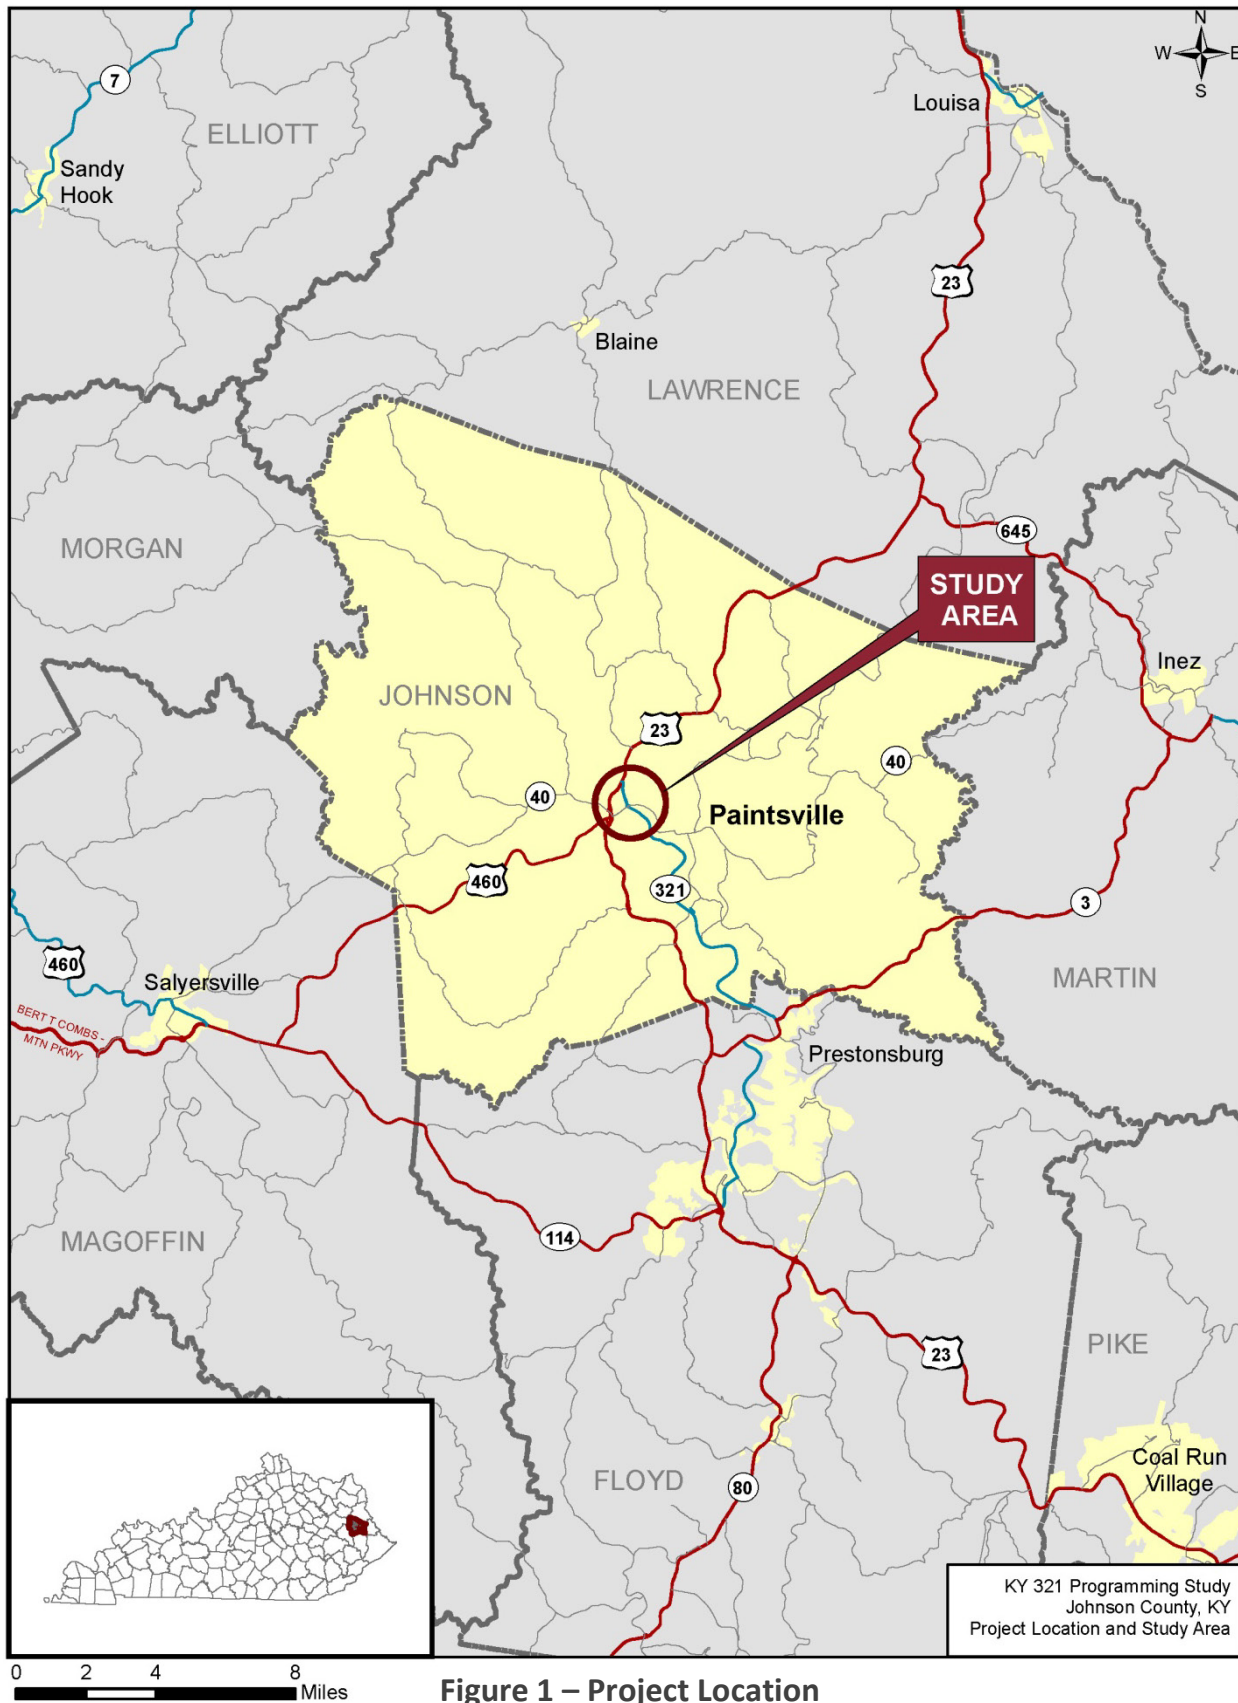 N
W E
S
7
ELLIOTT
Sandy
Hook
Louisa
23
Blaine
LAWRENCE
MORGAN
645
STUDY
AREA
Inez
JOHNSON
23
40
40
Paintsville
460
321
3
460
Salyersville
MARTIN
BERT T COMBS -
MTN PKWY
Prestonsburg
MAGOFFIN
114
23
PIKE
Coal Run
Village
FLOYD
80
KY 321 Programming Study
Johnson County, KY
Project Location and Study Area
0 2 4 8
Miles
Figure 1 – Project Location